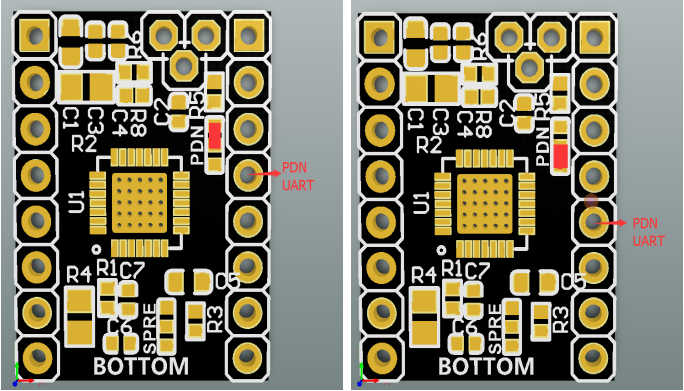 R6
C1
C3
C4
R8
C2
R5
R2
PDN
PDN
UART
U1
R4
R1
C7
C5
C6
SPRE
R3
BOTTOM
R6
C1
C3
C4
R8
C2
R5
R2
PDN
U1
PDN
UART
R4
R1
C7
C5
C6
SPRE
R3
BOTTOM